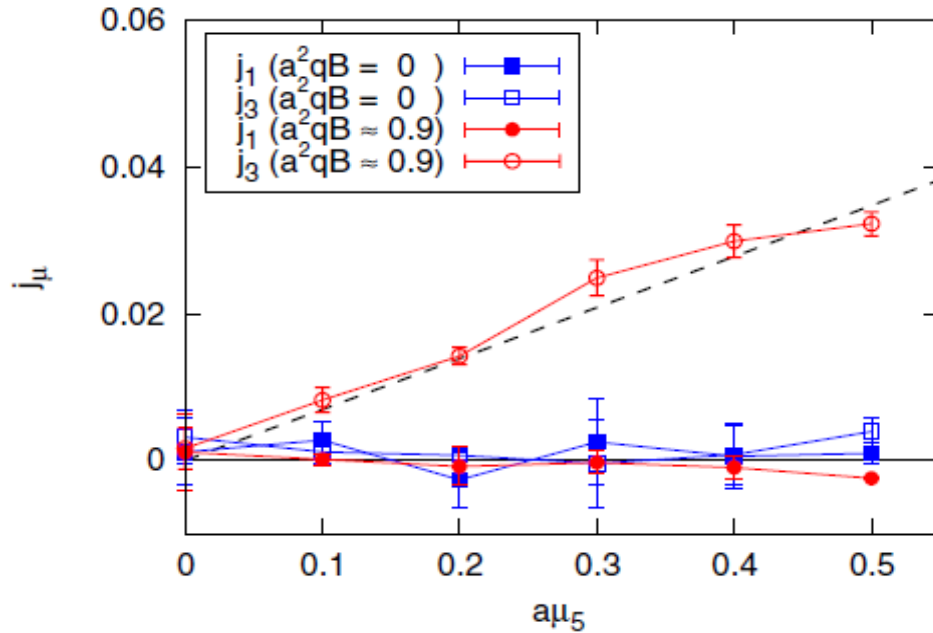 0.06
j₁ (a²qB = 0 )
j₃ (a²qB = 0 )
j₁ (a²qB ≈ 0.9)
j₃ (a²qB ≈ 0.9)
0.04
jμ
0.02
0
0 0.1 0.2 0.3 0.4 0.5
aμ₅